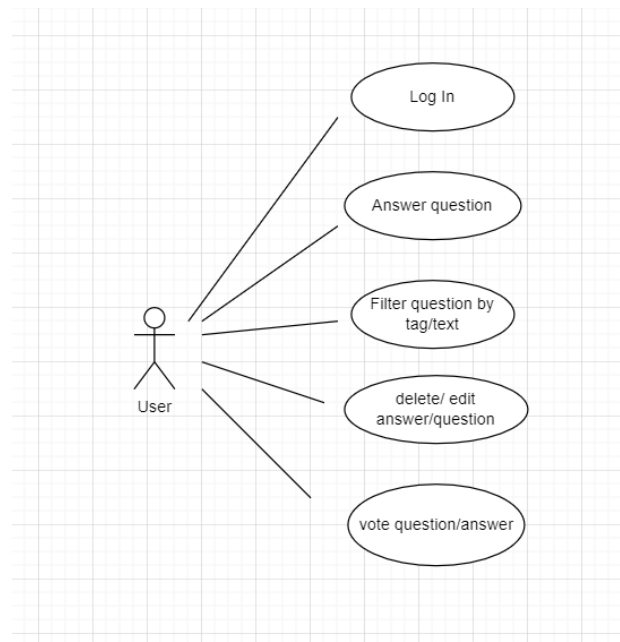 Log In
Answer question
Filter question by
tag/text
User
delete/ edit
answer/question
vote question/answer